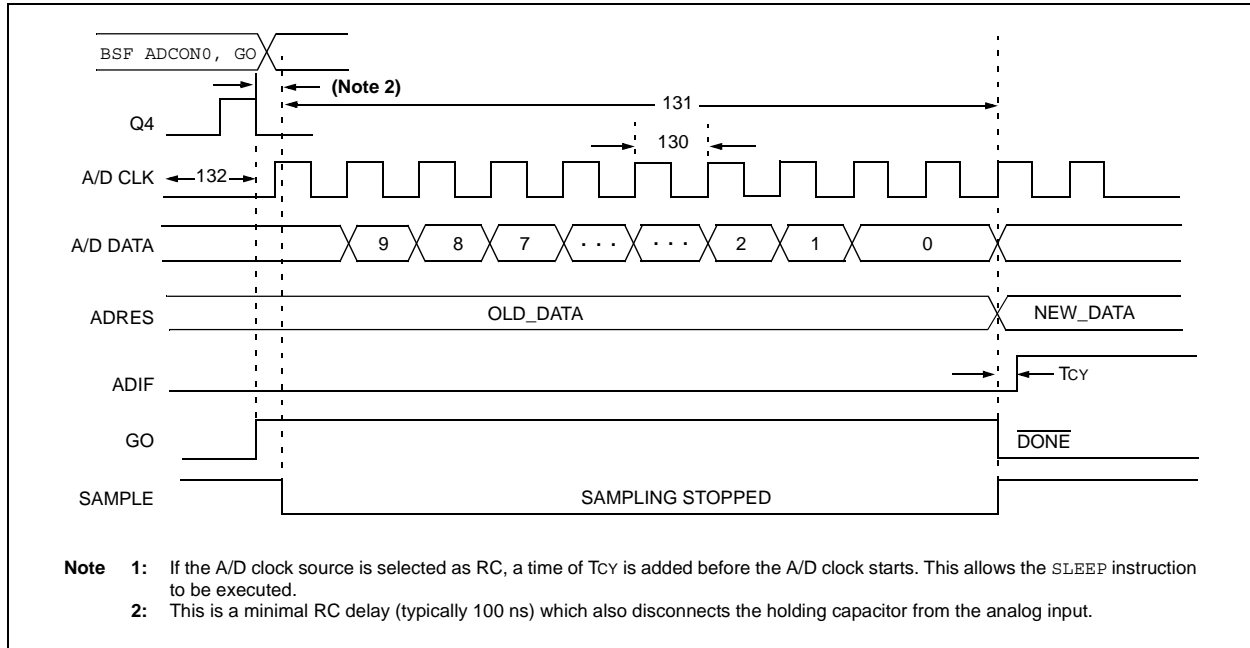 BSF ADCON0, GO
(Note 2)
131
Q4
130
A/D CLK
132
A/D DATA
9 8 7 · · · · · · 2 1 0
ADRES
OLD_DATA
NEW_DATA
ADIF
TCY
GO
DONE
SAMPLE
SAMPLING STOPPED
Note 1: If the A/D clock source is selected as RC, a time of TCY is added before the A/D clock starts. This allows the SLEEP instruction
to be executed.
2: This is a minimal RC delay (typically 100 ns) which also disconnects the holding capacitor from the analog input.